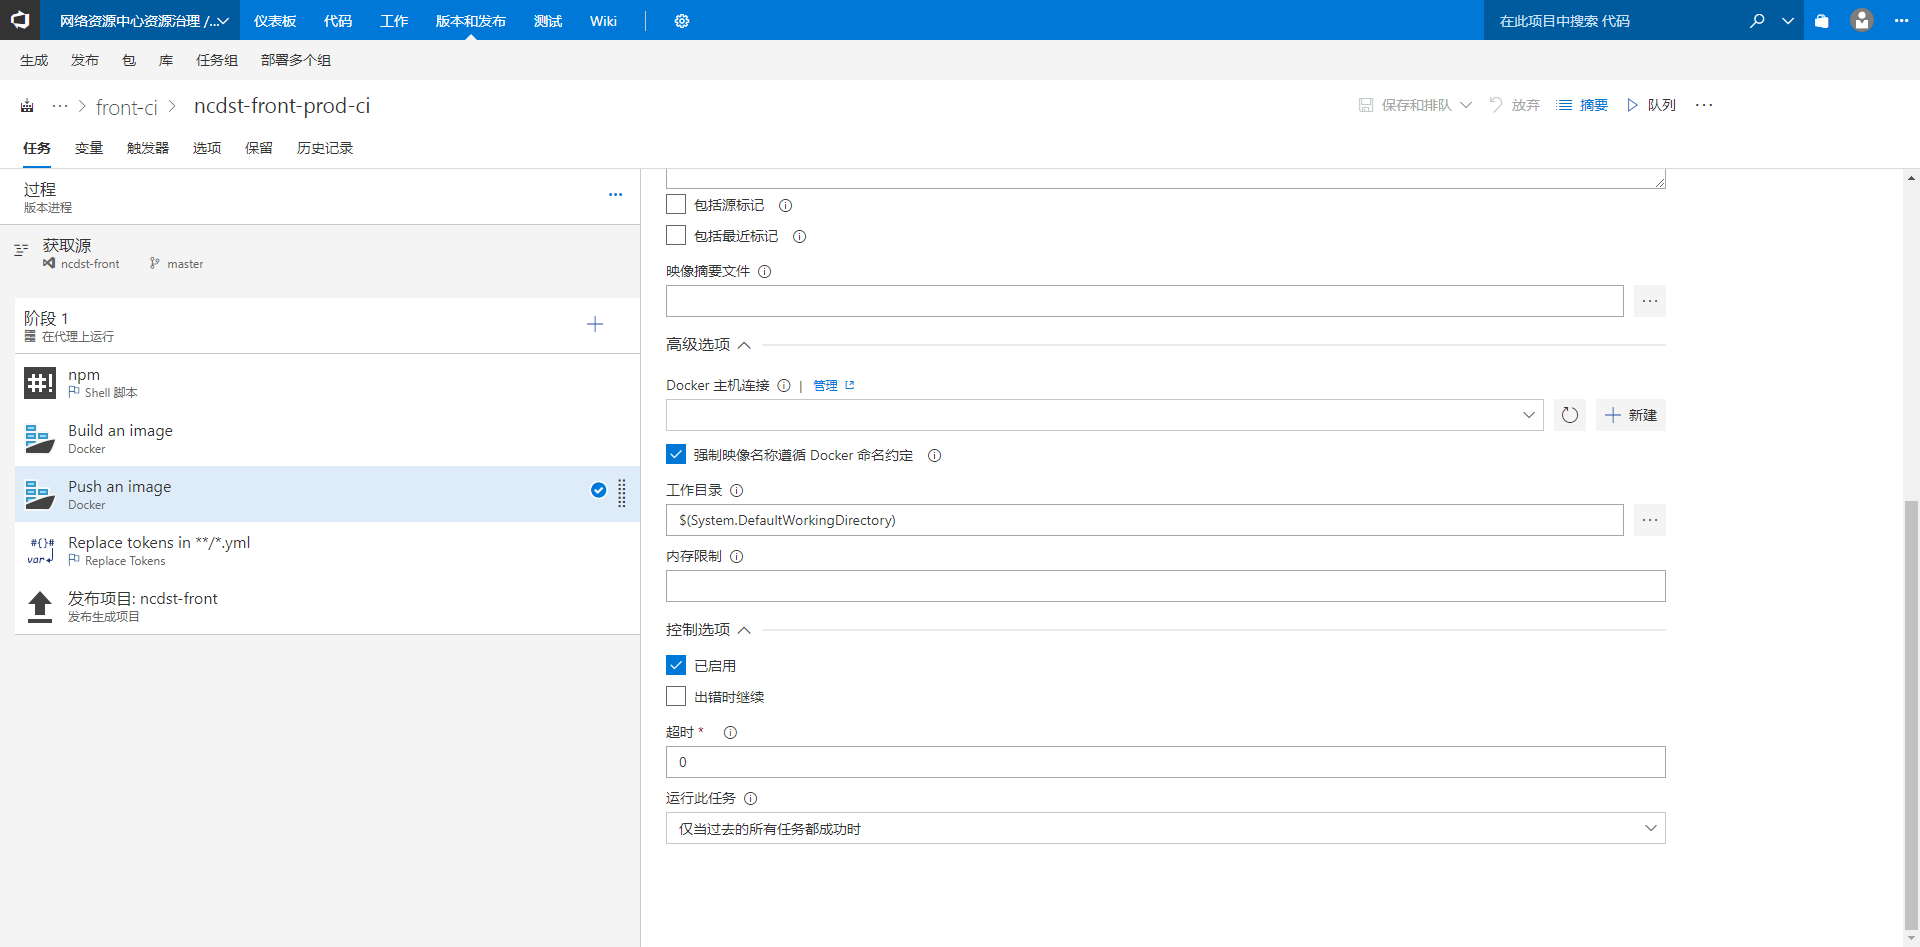 网络资源中心资源治理 /...
仪表板
代码
工作
版本和发布
测试
Wiki
在此项目中搜索 代码
生成
发布
包
库
任务组
部署多个组
front-ci
ncdst-front-prod-ci
保存和排队
放弃
摘要
队列
任务
变量
触发器
选项
保留
历史记录
过程
版本进程
获取源
ncdst-front
master
阶段 1
在代理上运行
npm
Shell 脚本
Build an image
Docker
Push an image
Docker
#{}#
var
Replace tokens in **/*.yml
Replace Tokens
发布项目: ncdst-front
发布生成项目
包括源标记
包括最近标记
映像摘要文件
高级选项
Docker 主机连接 | 管理
新建
强制映像名称遵循 Docker 命名约定
工作目录
$(System.DefaultWorkingDirectory)
内存限制
控制选项
已启用
出错时继续
超时 *
0
运行此任务
仅当过去的所有任务都成功时